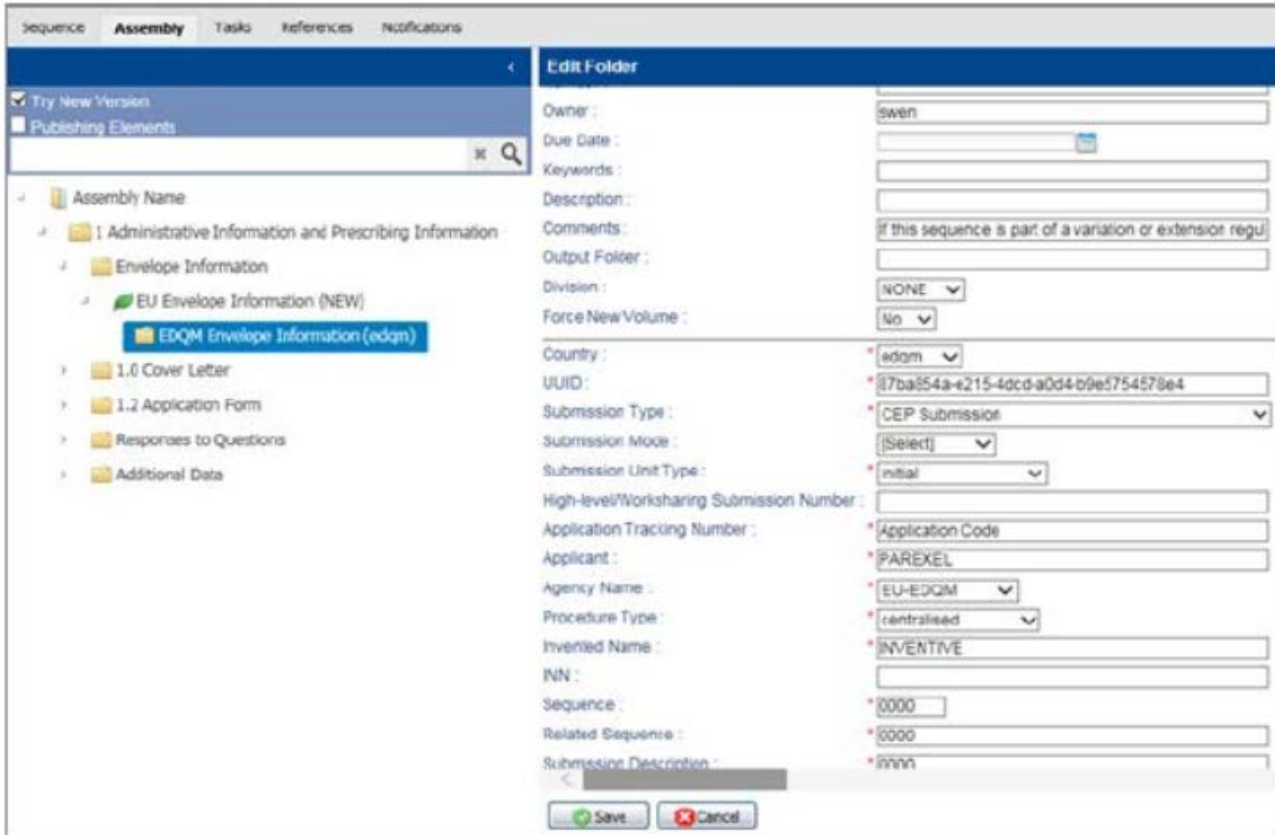 Sequence Assembly Tasks References Notifications
Edit Folder
Try New Version
Publishing Elements
Assembly Name
1 Administrative Information and Prescribing Information
Envelope Information
EU Envelope Information (NEW)
EDQM Envelope Information (edqm)
1.0 Cover Letter
1.2 Application Form
Responses to Questions
Additional Data
Owner : swen
Due Date :
Keywords :
Description :
Comments : If this sequence is part of a variation or extension regul
Output Folder :
Division : NONE
Force New Volume : No
Country : * edqm
UUID : * 87ba854a-e215-4dcd-a0d4-b9e5754578e4
Submission Type : * CEP Submission
Submission Mode : [Select]
Submission Unit Type : * initial
High-level/Worksharing Submission Number :
Application Tracking Number : * Application Code
Applicant : * PAREXEL
Agency Name : * EU-EDQM
Procedure Type : * centralised
Invented Name : * INVENTIVE
INN :
Sequence : * 0000
Related Sequence : * 0000
Submission Description : * 0000
Save Cancel